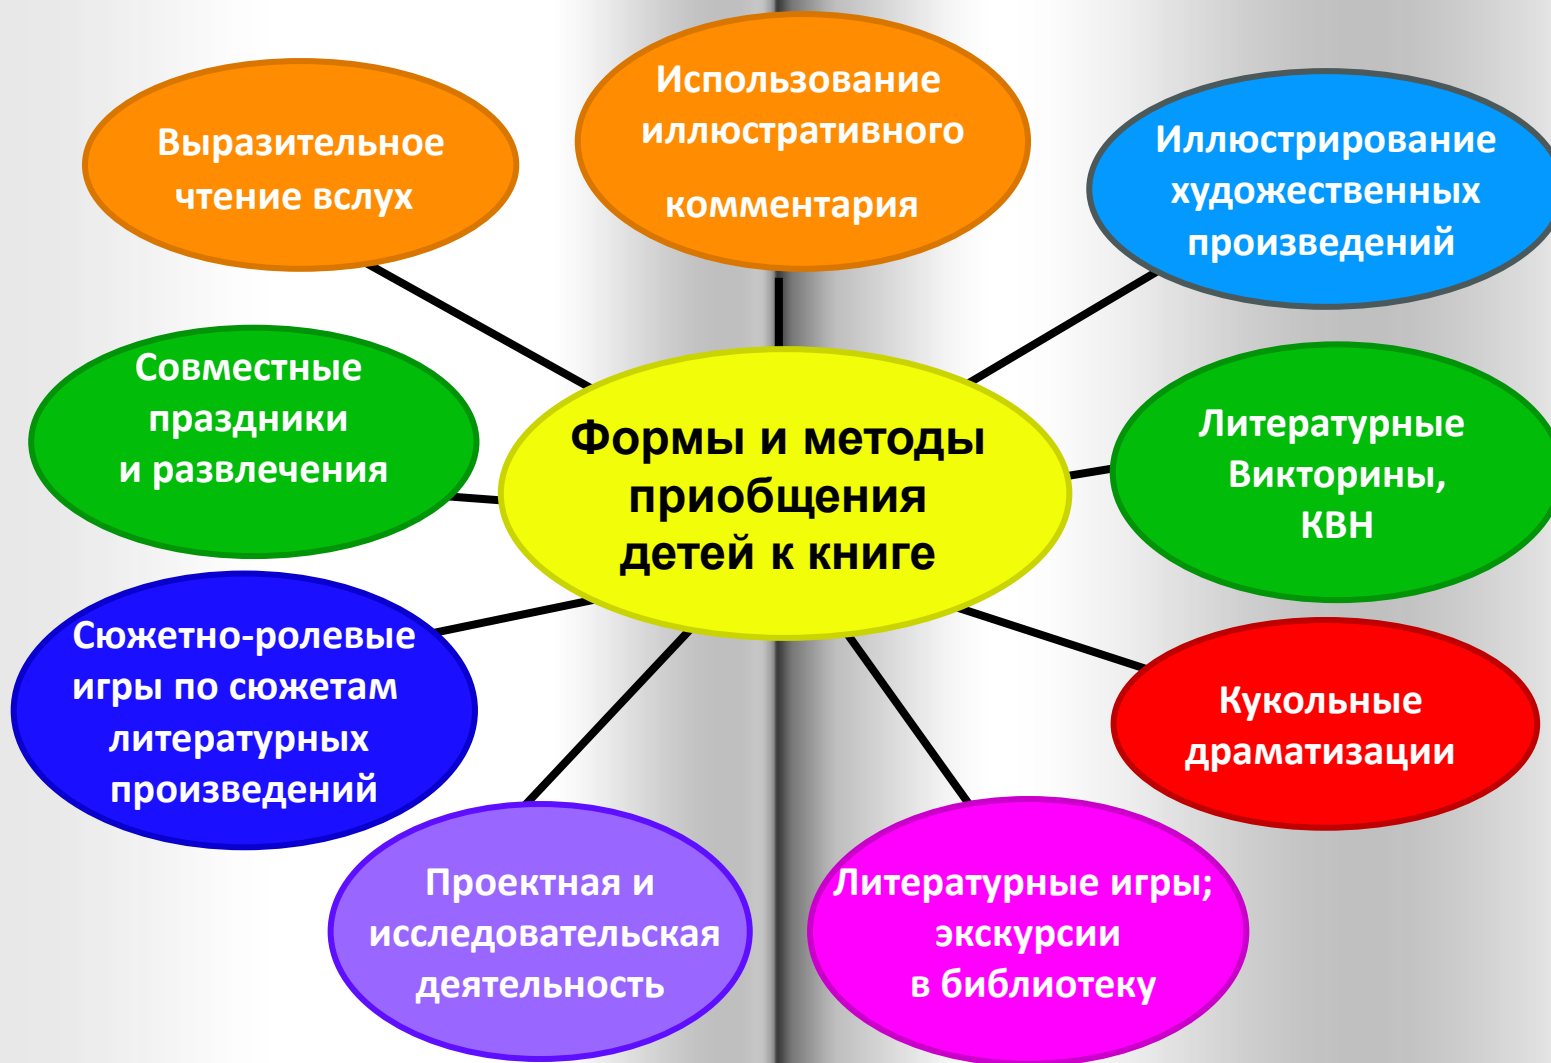 Выразительное
чтение вслух
Использование
иллюстративного
комментария
Иллюстрирование
художественных
произведений
Совместные
праздники
и развлечения
Формы и методы
приобщения
детей к книге
Литературные
Викторины,
КВН
Сюжетно-ролевые
игры по сюжетам
литературных
произведений
Кукольные
драматизации
Проектная и
исследовательская
деятельность
Литературные игры;
экскурсии
в библиотеку